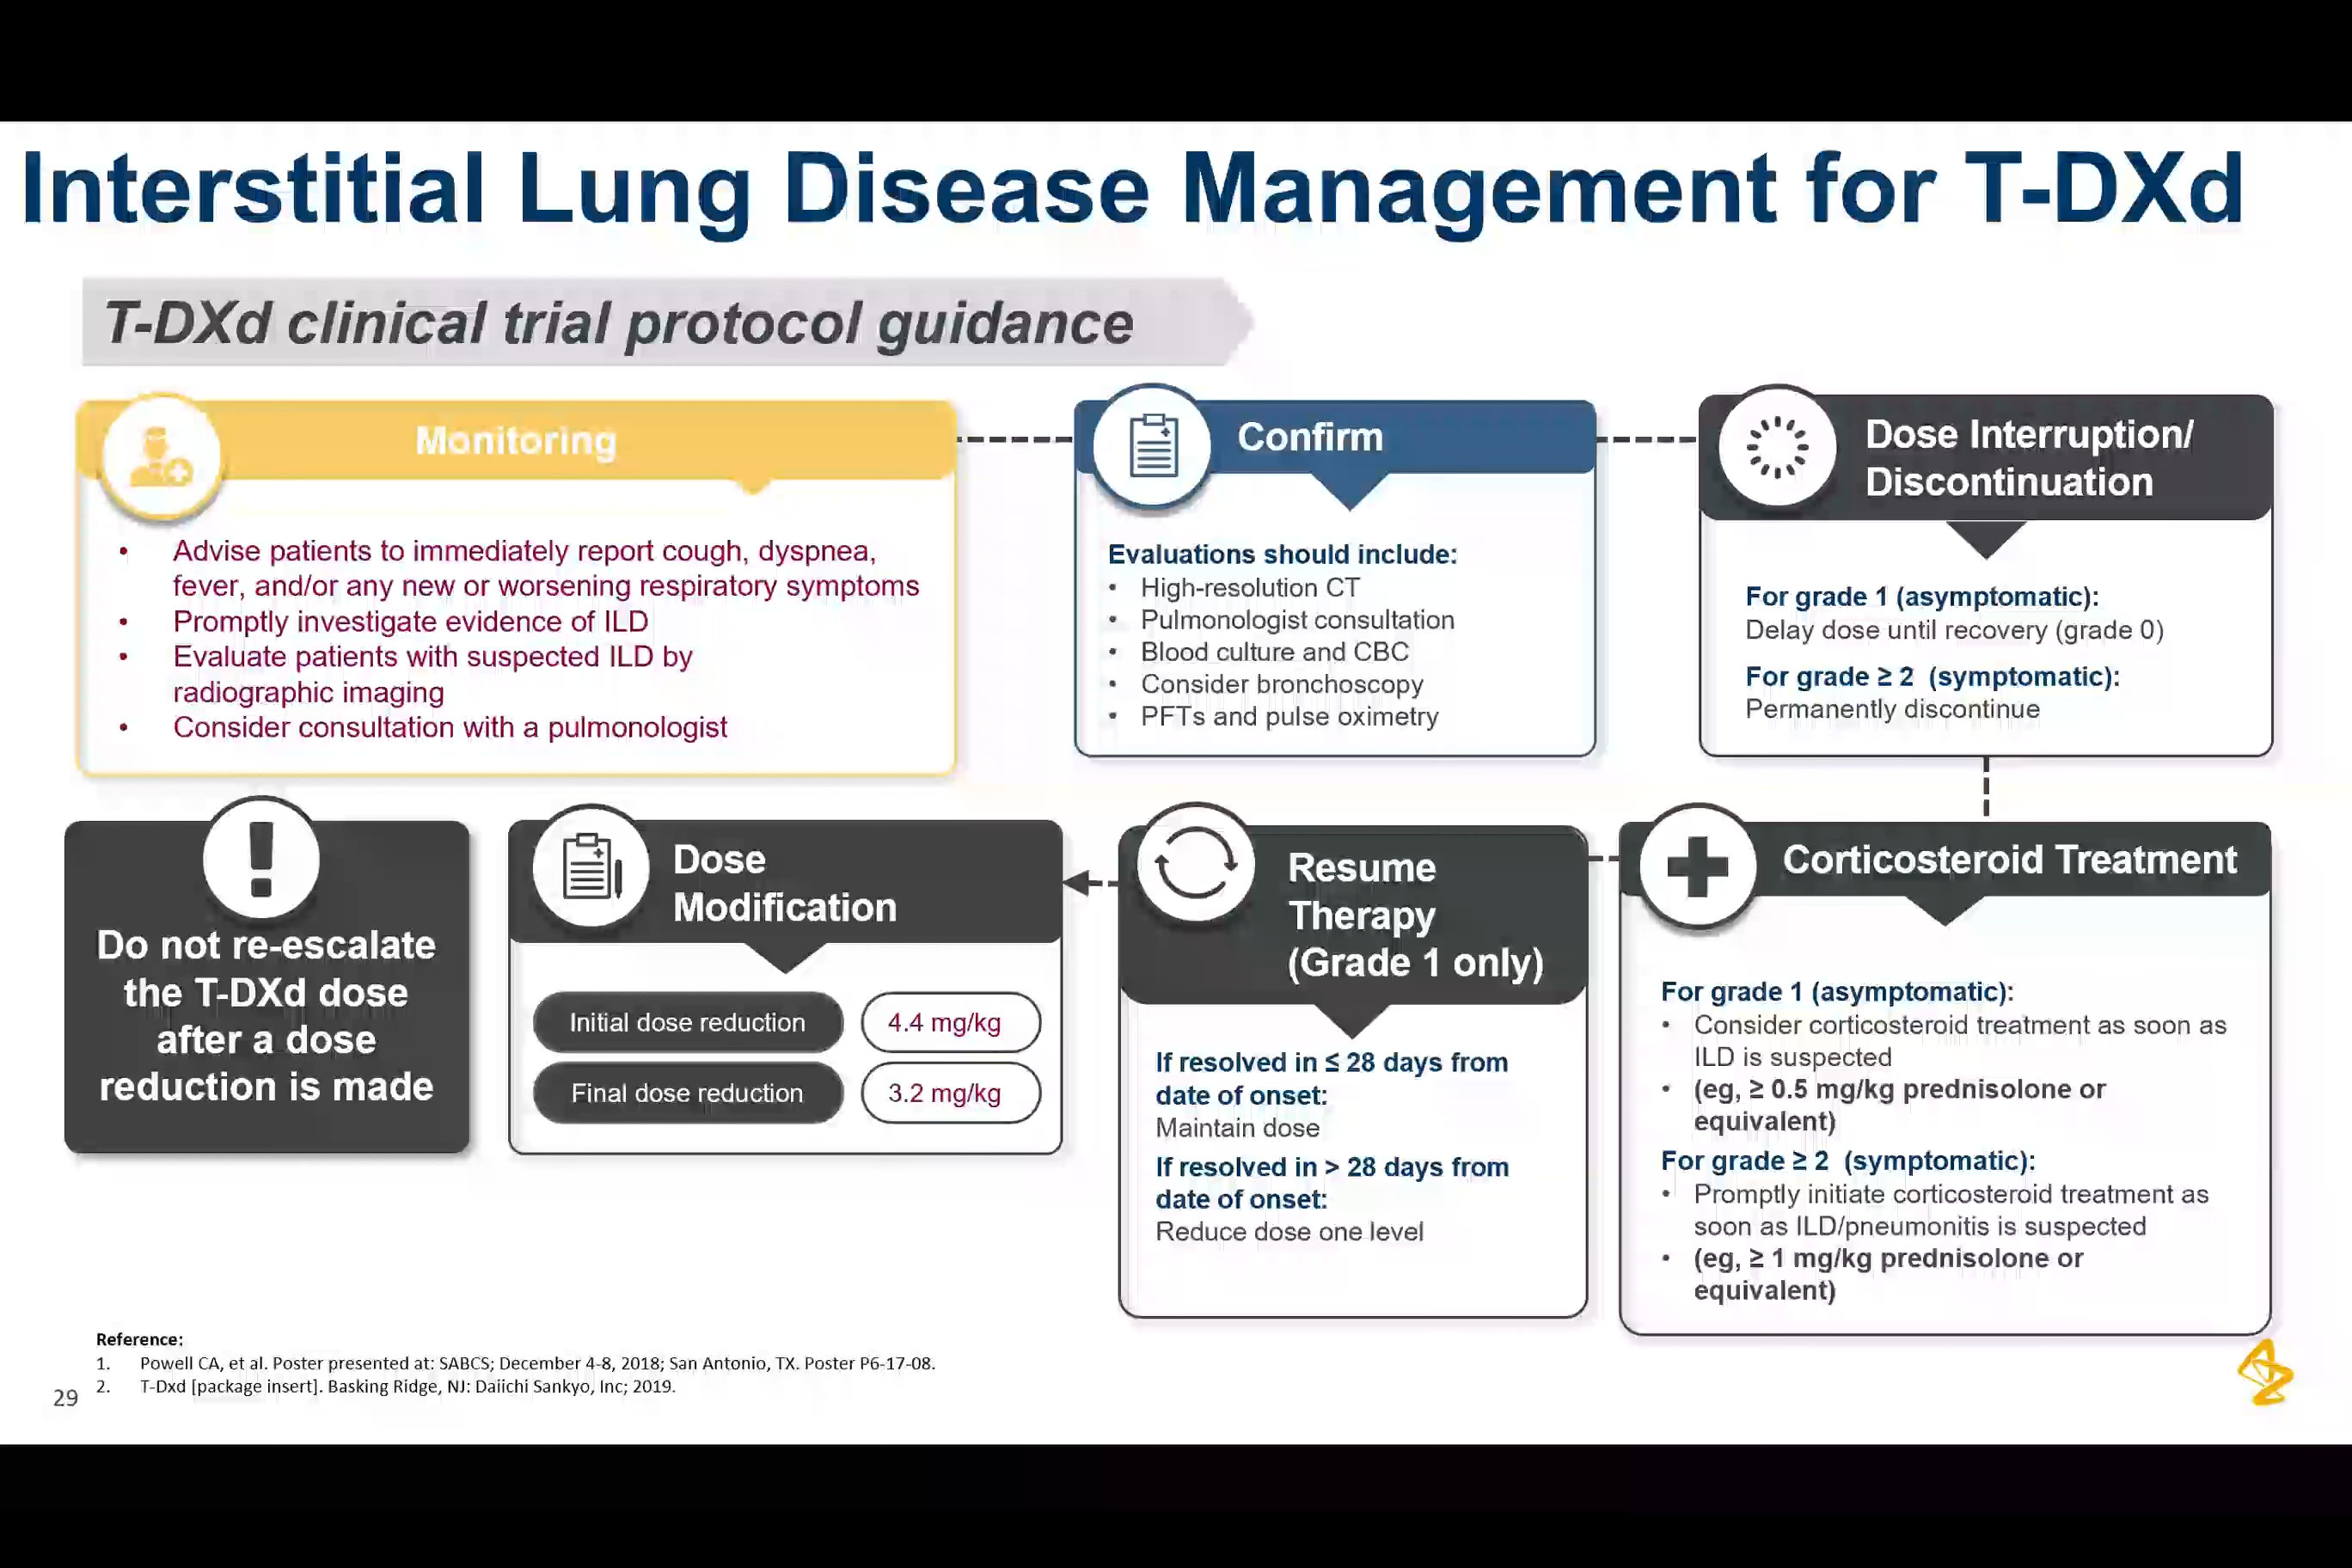 Interstitial Lung Disease Management for T-DXd
T-DXd clinical trial protocol guidance
Monitoring
• Advise patients to immediately report cough, dyspnea,
fever, and/or any new or worsening respiratory symptoms
• Promptly investigate evidence of ILD
• Evaluate patients with suspected ILD by
radiographic imaging
• Consider consultation with a pulmonologist
Confirm
Evaluations should include:
• High-resolution CT
• Pulmonologist consultation
• Blood culture and CBC
• Consider bronchoscopy
• PFTs and pulse oximetry
Dose Interruption/
Discontinuation
For grade 1 (asymptomatic):
Delay dose until recovery (grade 0)
For grade ≥ 2 (symptomatic):
Permanently discontinue
Corticosteroid Treatment
For grade 1 (asymptomatic):
• Consider corticosteroid treatment as soon as
ILD is suspected
• (eg, ≥ 0.5 mg/kg prednisolone or
equivalent)
For grade ≥ 2 (symptomatic):
• Promptly initiate corticosteroid treatment as
soon as ILD/pneumonitis is suspected
• (eg, ≥ 1 mg/kg prednisolone or
equivalent)
Resume
Therapy
(Grade 1 only)
If resolved in ≤ 28 days from
date of onset:
Maintain dose
If resolved in > 28 days from
date of onset:
Reduce dose one level
Dose
Modification
Initial dose reduction 4.4 mg/kg
Final dose reduction 3.2 mg/kg
!
Do not re-escalate
the T-DXd dose
after a dose
reduction is made
Reference:
1. Powell CA, et al. Poster presented at: SABCS; December 4-8, 2018; San Antonio, TX. Poster P6-17-08.
2. T-Dxd [package insert]. Basking Ridge, NJ: Daiichi Sankyo, Inc; 2019.
29